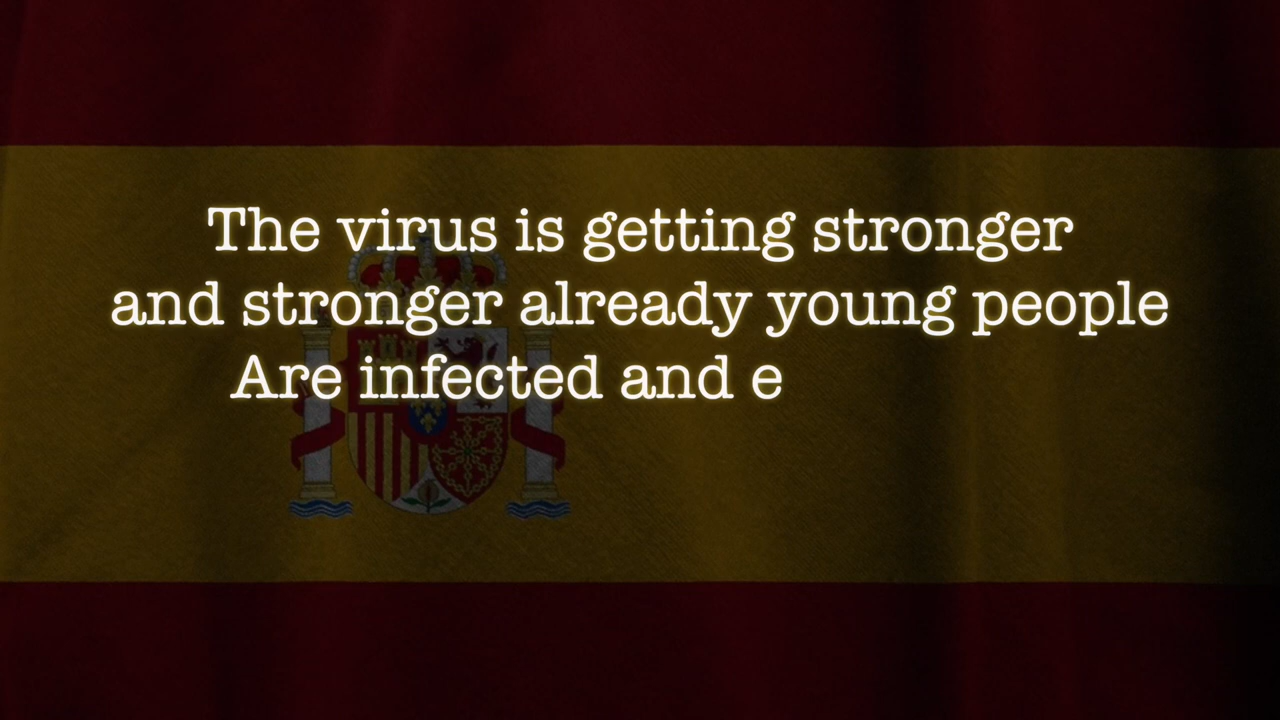 The virus is getting stronger
and stronger already young people
Are infected and e